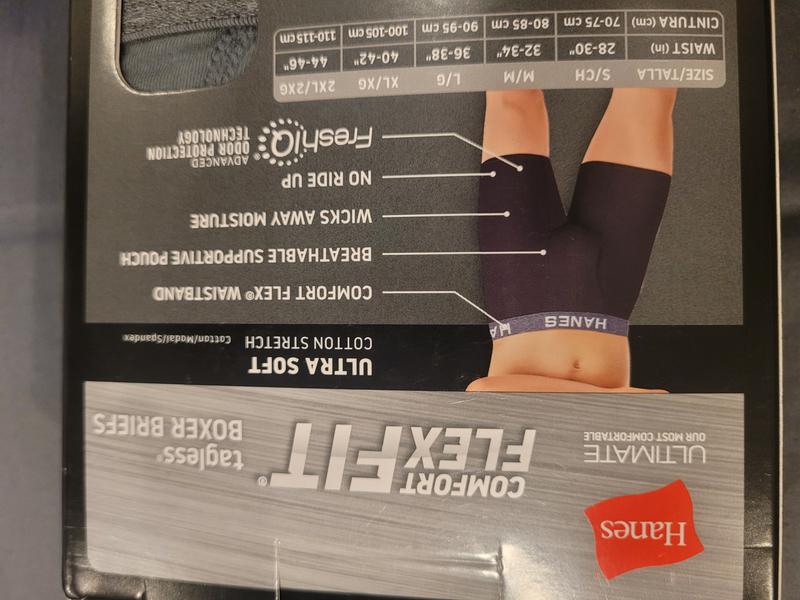 Hanes
ULTIMATE
OUR MOST COMFORTABLE
COMFORT
FLEXFIT®
tagless®
BOXER BRIEFS
ULTRA SOFT
COTTON STRETCH
Cotton/Modal/Spandex
HANES
HA
COMFORT FLEX® WAISTBAND
BREATHABLE SUPPORTIVE POUCH
WICKS AWAY MOISTURE
NO RIDE UP
FreshIQ®
ADVANCED
ODOR PROTECTION
TECHNOLOGY
SIZE/TALLA S/CH M/M L/G XL/XG 2XL/2XG
WAIST (in) 28-30" 32-34" 36-38" 40-42" 44-46"
CINTURA (cm) 70-75 cm 80-85 cm 90-95 cm 100-105 cm 110-115 cm